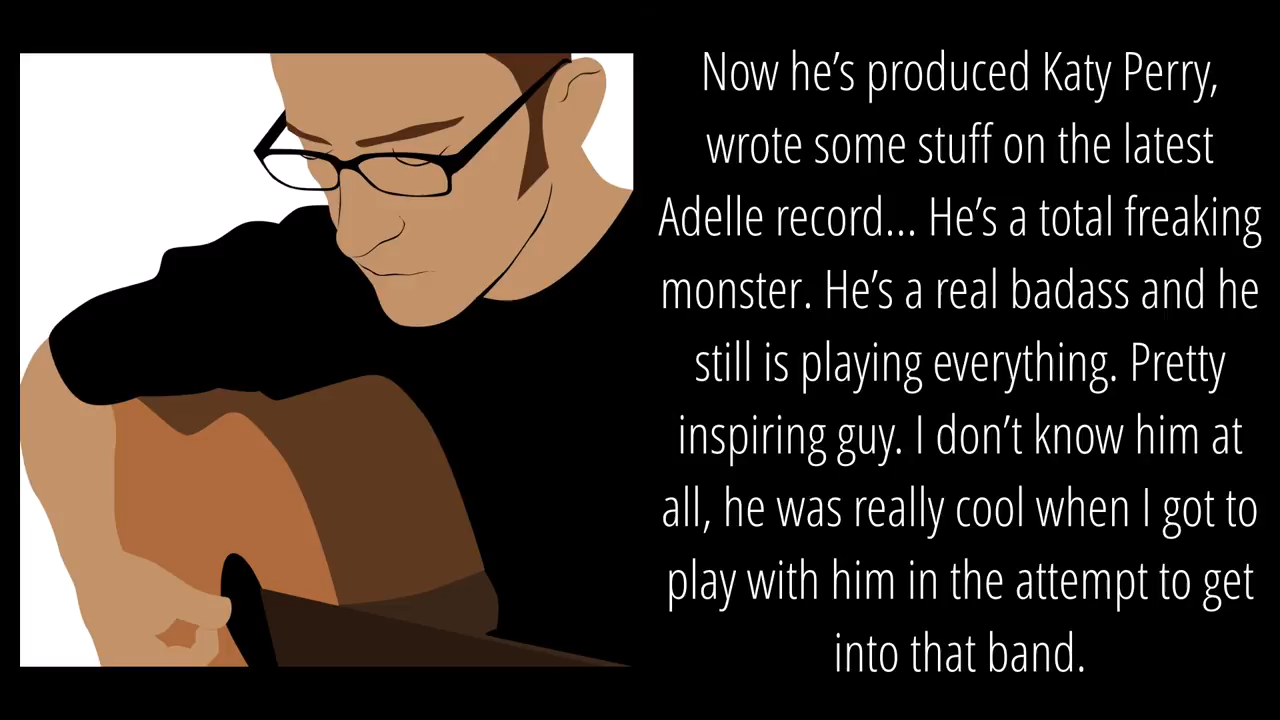 Now he’s produced Katy Perry,
wrote some stuff on the latest
Adelle record... He’s a total freaking
monster. He’s a real badass and he
still is playing everything. Pretty
inspiring guy. I don’t know him at
all, he was really cool when I got to
play with him in the attempt to get
into that band.